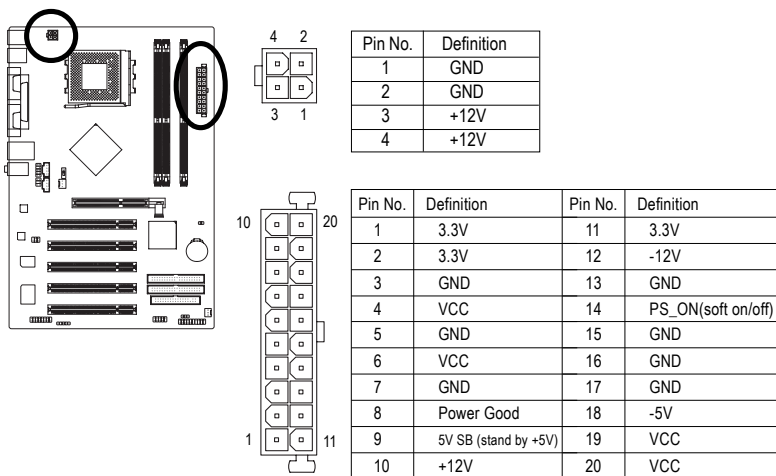 4 2
3 1
Pin No. Definition
1 GND
2 GND
3 +12V
4 +12V
10 20
1 11
Pin No. Definition Pin No. Definition
1 3.3V 11 3.3V
2 3.3V 12 -12V
3 GND 13 GND
4 VCC 14 PS_ON(soft on/off)
5 GND 15 GND
6 VCC 16 GND
7 GND 17 GND
8 Power Good 18 -5V
9 5V SB (stand by +5V) 19 VCC
10 +12V 20 VCC